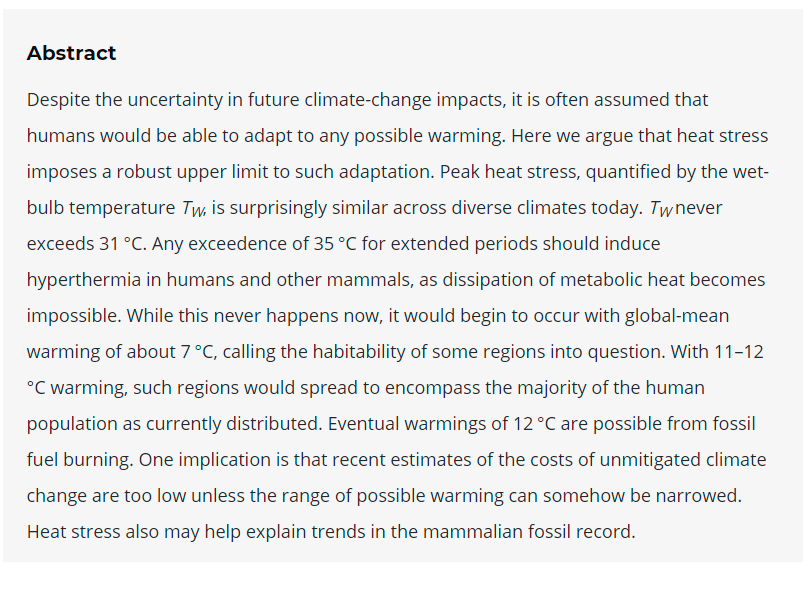 Abstract
Despite the uncertainty in future climate-change impacts, it is often assumed that
humans would be able to adapt to any possible warming. Here we argue that heat stress
imposes a robust upper limit to such adaptation. Peak heat stress, quantified by the wet-
bulb temperature TW, is surprisingly similar across diverse climates today. TW never
exceeds 31 °C. Any exceedence of 35 °C for extended periods should induce
hyperthermia in humans and other mammals, as dissipation of metabolic heat becomes
impossible. While this never happens now, it would begin to occur with global-mean
warming of about 7 °C, calling the habitability of some regions into question. With 11–12
°C warming, such regions would spread to encompass the majority of the human
population as currently distributed. Eventual warmings of 12 °C are possible from fossil
fuel burning. One implication is that recent estimates of the costs of unmitigated climate
change are too low unless the range of possible warming can somehow be narrowed.
Heat stress also may help explain trends in the mammalian fossil record.